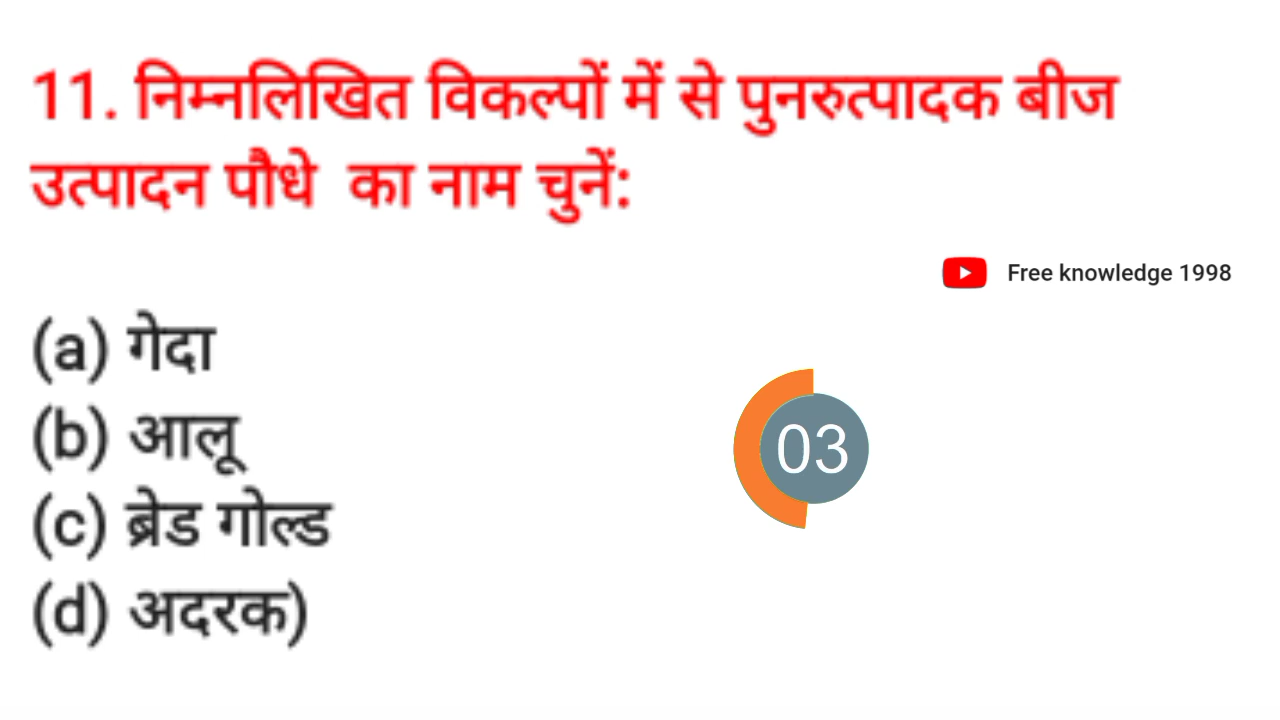 11. निम्नलिखित विकल्पों में से पुनरुत्पादक बीज
उत्पादन पौधे का नाम चुनें:
Free knowledge 1998
(a) गेदा
(b) आलू
(c) ब्रेड गोल्ड
(d) अदरक)
03